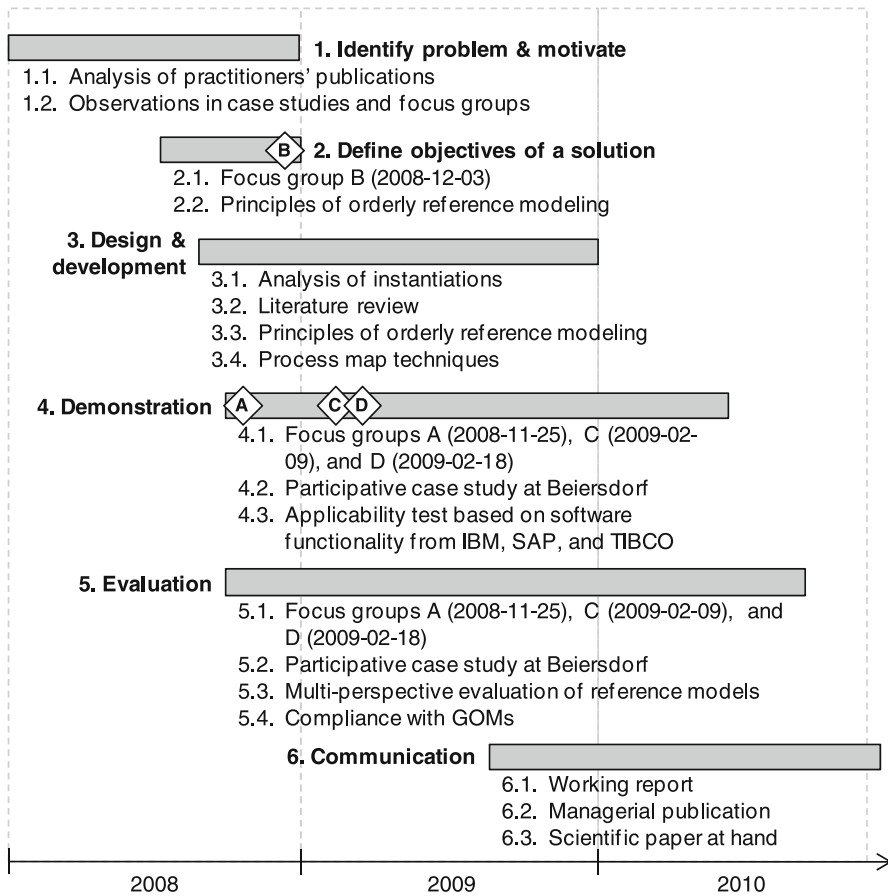 1. Identify problem & motivate
1.1. Analysis of practitioners' publications
1.2. Observations in case studies and focus groups
B
2. Define objectives of a solution
2.1. Focus group B (2008-12-03)
2.2. Principles of orderly reference modeling
3. Design &
development
3.1. Analysis of instantiations
3.2. Literature review
3.3. Principles of orderly reference modeling
3.4. Process map techniques
4. Demonstration
A C D
4.1. Focus groups A (2008-11-25), C (2009-02-
09), and D (2009-02-18)
4.2. Participative case study at Beiersdorf
4.3. Applicability test based on software
functionality from IBM, SAP, and TIBCO
5. Evaluation
5.1. Focus groups A (2008-11-25), C (2009-02-09), and
D (2009-02-18)
5.2. Participative case study at Beiersdorf
5.3. Multi-perspective evaluation of reference models
5.4. Compliance with GOMs
6. Communication
6.1. Working report
6.2. Managerial publication
6.3. Scientific paper at hand
2008 2009 2010